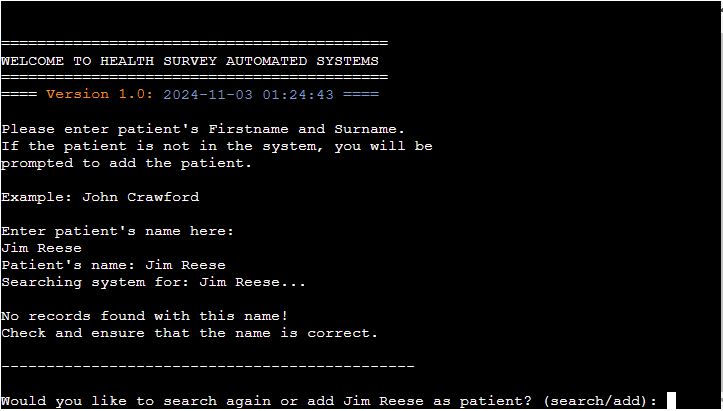 ===========================================
WELCOME TO HEALTH SURVEY AUTOMATED SYSTEMS
===========================================
==== Version 1.0: 2024-11-03 01:24:43 ====
Please enter patient's Firstname and Surname.
If the patient is not in the system, you will be
prompted to add the patient.
Example: John Crawford
Enter patient's name here:
Jim Reese
Patient's name: Jim Reese
Searching system for: Jim Reese...
No records found with this name!
Check and ensure that the name is correct.
----------------------------------------------
Would you like to search again or add Jim Reese as patient? (search/add):